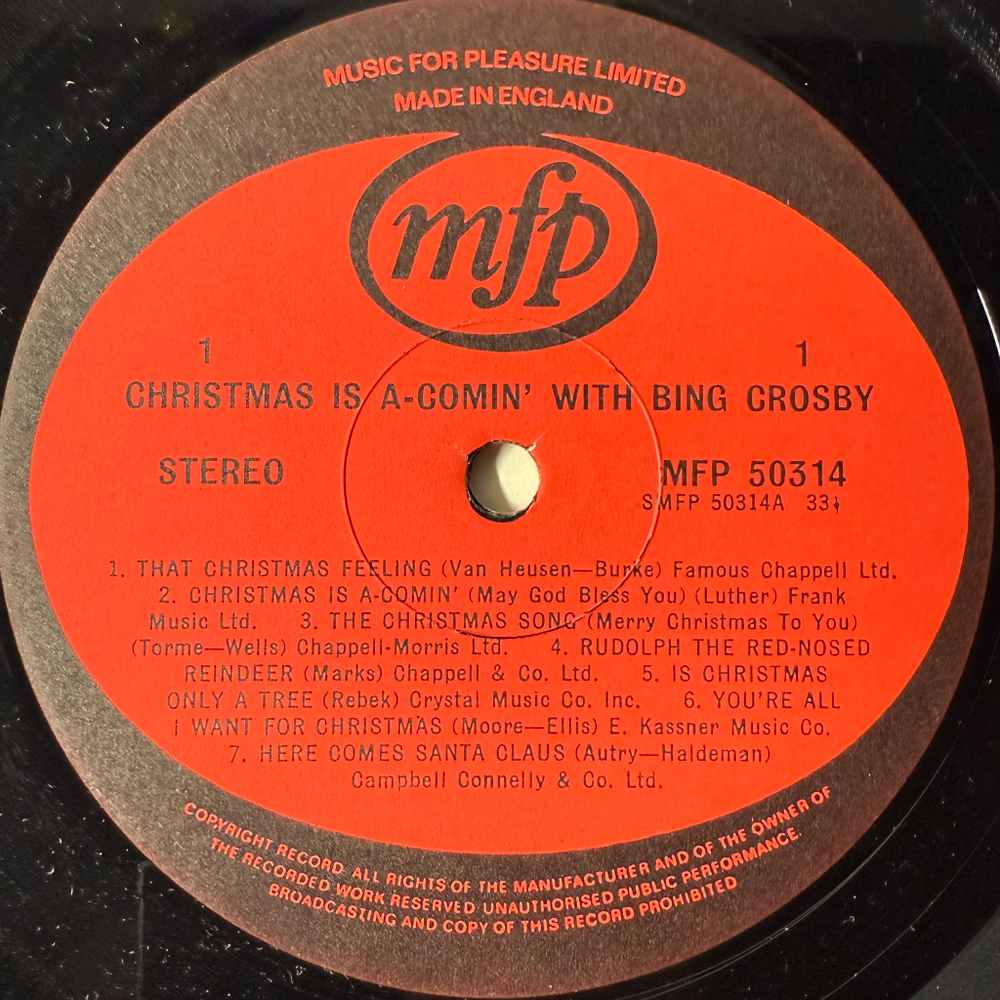 MUSIC FOR PLEASURE LIMITED
MADE IN ENGLAND
mfp
1 1
CHRISTMAS IS A-COMIN' WITH BING CROSBY
STEREO MFP 50314
SMFP 50314A 33⅓
1. THAT CHRISTMAS FEELING (Van Heusen—Burke) Famous Chappell Ltd.
2. CHRISTMAS IS A-COMIN' (May God Bless You) (Luther) Frank
Music Ltd. 3. THE CHRISTMAS SONG (Merry Christmas To You)
(Torme—Wells) Chappell-Morris Ltd. 4. RUDOLPH THE RED-NOSED
REINDEER (Marks) Chappell & Co. Ltd. 5. IS CHRISTMAS
ONLY A TREE (Rebek) Crystal Music Co. Inc. 6. YOU'RE ALL
I WANT FOR CHRISTMAS (Moore—Ellis) E. Kassner Music Co.
7. HERE COMES SANTA CLAUS (Autry—Haldeman)
Campbell Connelly & Co. Ltd.
COPYRIGHT RECORD ALL RIGHTS OF THE MANUFACTURER AND OF THE OWNER OF
THE RECORDED WORK RESERVED UNAUTHORISED PUBLIC PERFORMANCE.
BROADCASTING AND COPY OF THIS RECORD PROHIBITED